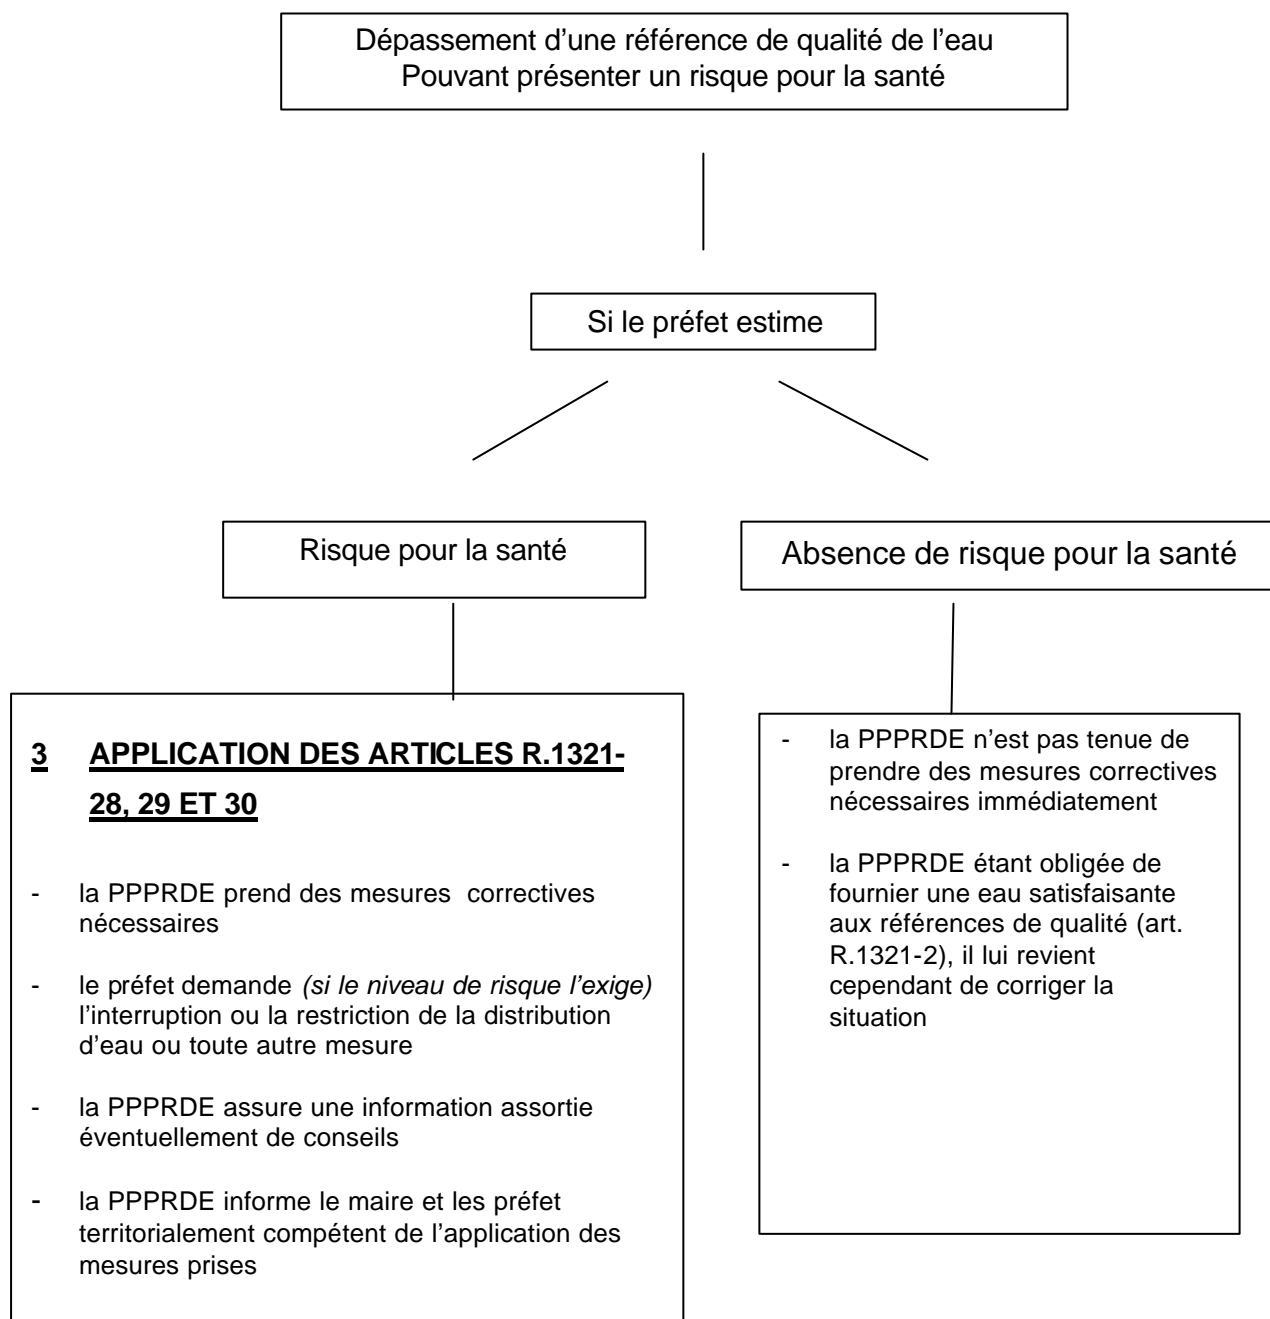 Dépassement d'une référence de qualité de l'eau
Pouvant présenter un risque pour la santé
Si le préfet estime
Risque pour la santé
Absence de risque pour la santé
3 APPLICATION DES ARTICLES R.1321-
28, 29 ET 30
- la PPPRDE prend des mesures correctives
nécessaires
- le préfet demande (si le niveau de risque l'exige)
l'interruption ou la restriction de la distribution
d'eau ou toute autre mesure
- la PPPRDE assure une information assortie
éventuellement de conseils
- la PPPRDE informe le maire et les préfet
territorialement compétent de l'application des
mesures prises
- la PPPRDE n'est pas tenue de
prendre des mesures correctives
nécessaires immédiatement
- la PPPRDE étant obligée de
fournier une eau satisfaisante
aux références de qualité (art.
R.1321-2), il lui revient
cependant de corriger la
situation